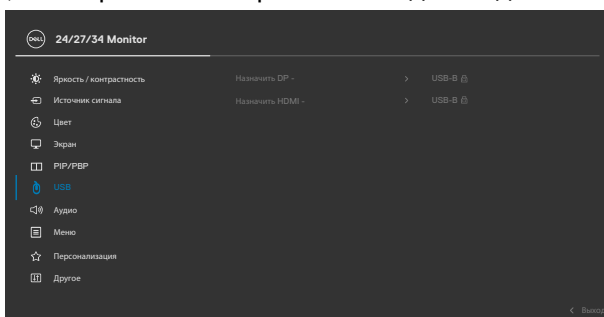 DELL 24/27/34 Monitor
Яркость / контрастность Назначить DP - > USB-B
Источник сигнала Назначить HDMI - > USB-B
Цвет
Экран
PIP/PBP
USB
Аудио
Меню
Персонализация
Другое
< Выход